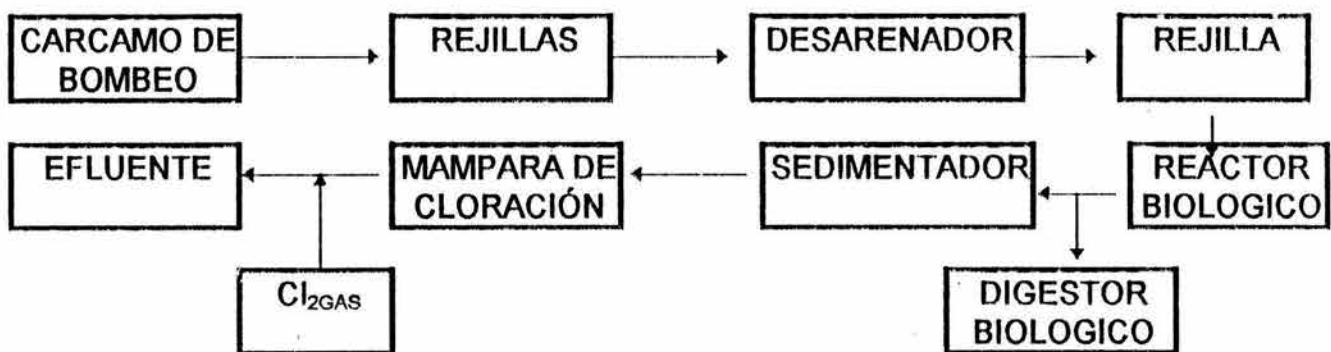 CARCAMO DE
BOMBEO
REJILLAS
DESARENADOR
REJILLA
EFLUENTE
MAMPARA DE
CLORACIÓN
SEDIMENTADOR
REACTOR
BIOLOGICO
Cl₂GAS
DIGESTOR
BIOLOGICO